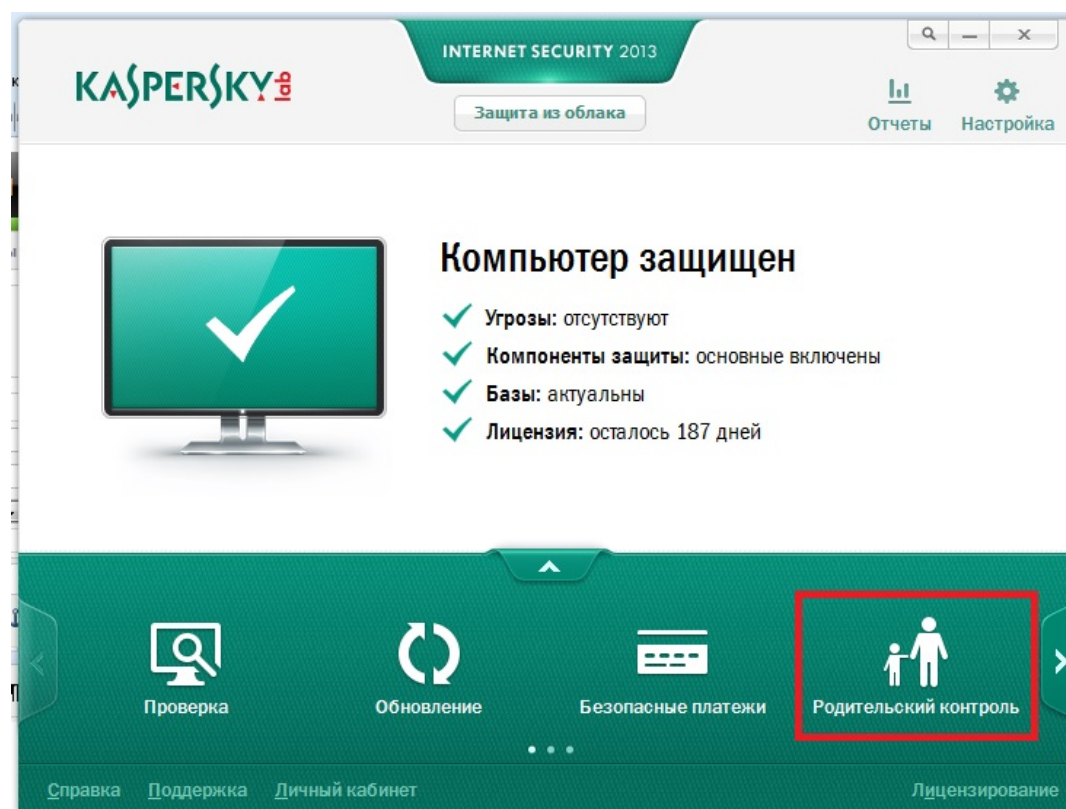 INTERNET SECURITY 2013
KASPERSKY lab
Защита из облака
Отчеты
Настройка
Компьютер защищен
Угрозы: отсутствуют
Компоненты защиты: основные включены
Базы: актуальны
Лицензия: осталось 187 дней
Проверка
Обновление
Безопасные платежи
Родительский контроль
Справка
Поддержка
Личный кабинет
Лицензирование